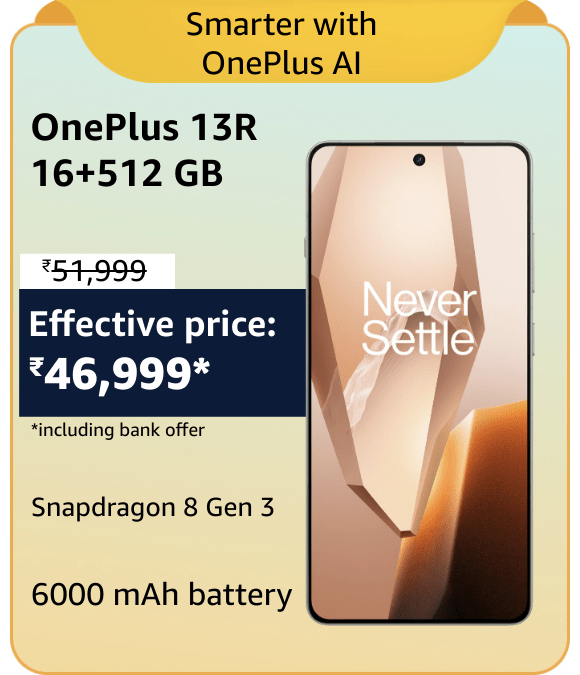 Smarter with
OnePlus AI
OnePlus 13R
16+512 GB
₹51,999
Effective price:
₹46,999*
*including bank offer
Snapdragon 8 Gen 3
6000 mAh battery
Never
Settle